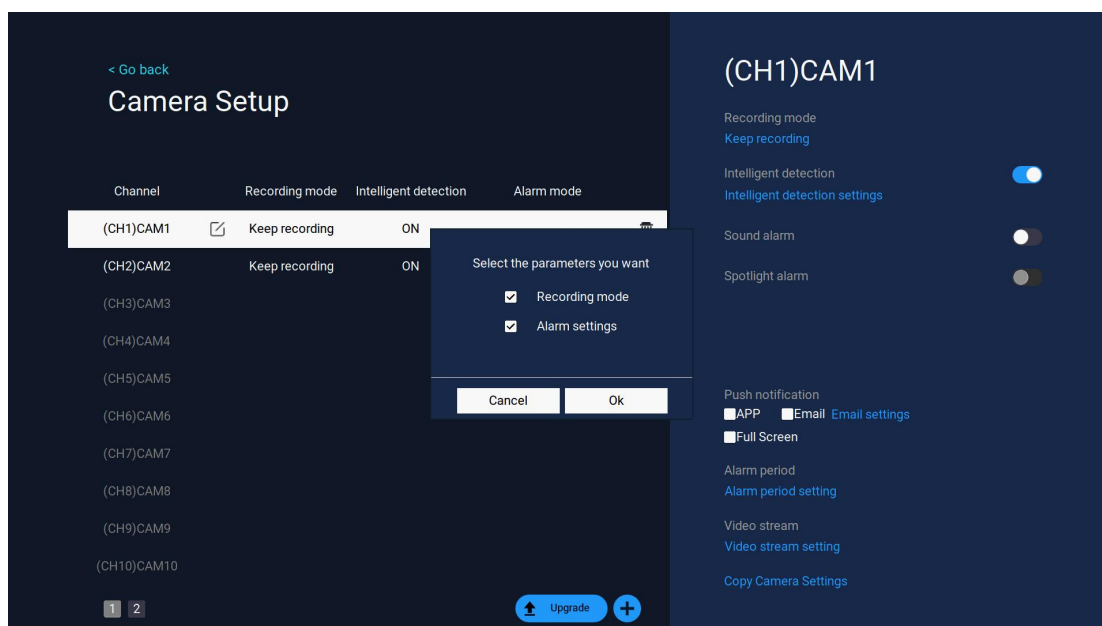 < Go back
Camera Setup
Channel Recording mode Intelligent detection Alarm mode
(CH1)CAM1 Keep recording ON
(CH2)CAM2 Keep recording ON
(CH3)CAM3
(CH4)CAM4
(CH5)CAM5
(CH6)CAM6
(CH7)CAM7
(CH8)CAM8
(CH9)CAM9
(CH10)CAM10
1 2
Upgrade
Select the parameters you want
Recording mode
Alarm settings
Cancel Ok
(CH1)CAM1
Recording mode
Keep recording
Intelligent detection
Intelligent detection settings
Sound alarm
Spotlight alarm
Push notification
APP Email Email settings
Full Screen
Alarm period
Alarm period setting
Video stream
Video stream setting
Copy Camera Settings